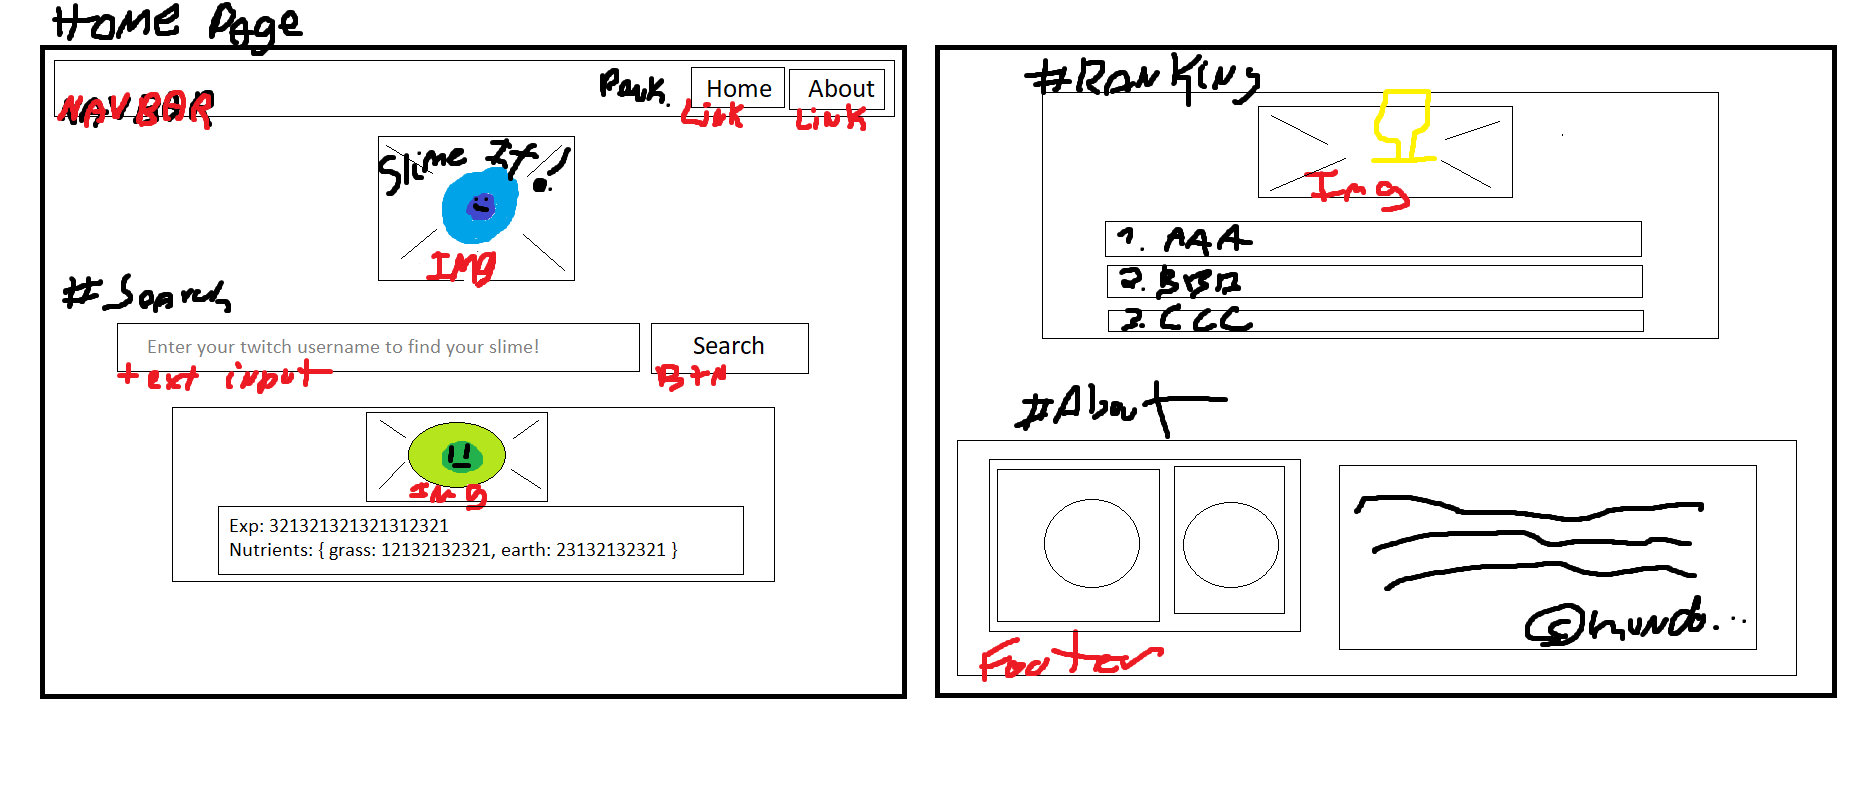 Home Page
NAVBAR
Rank. Home About
Link Link
Slime It!
IMG
#Search
Enter your twitch username to find your slime! Search
text input BTN
IMG
Exp: 321321321321312321
Nutrients: { grass: 12132132321, earth: 23132132321 }
#RANKING
Img
1. AAA
2. BBB
3. CCC
#About
@mundo...
Footer